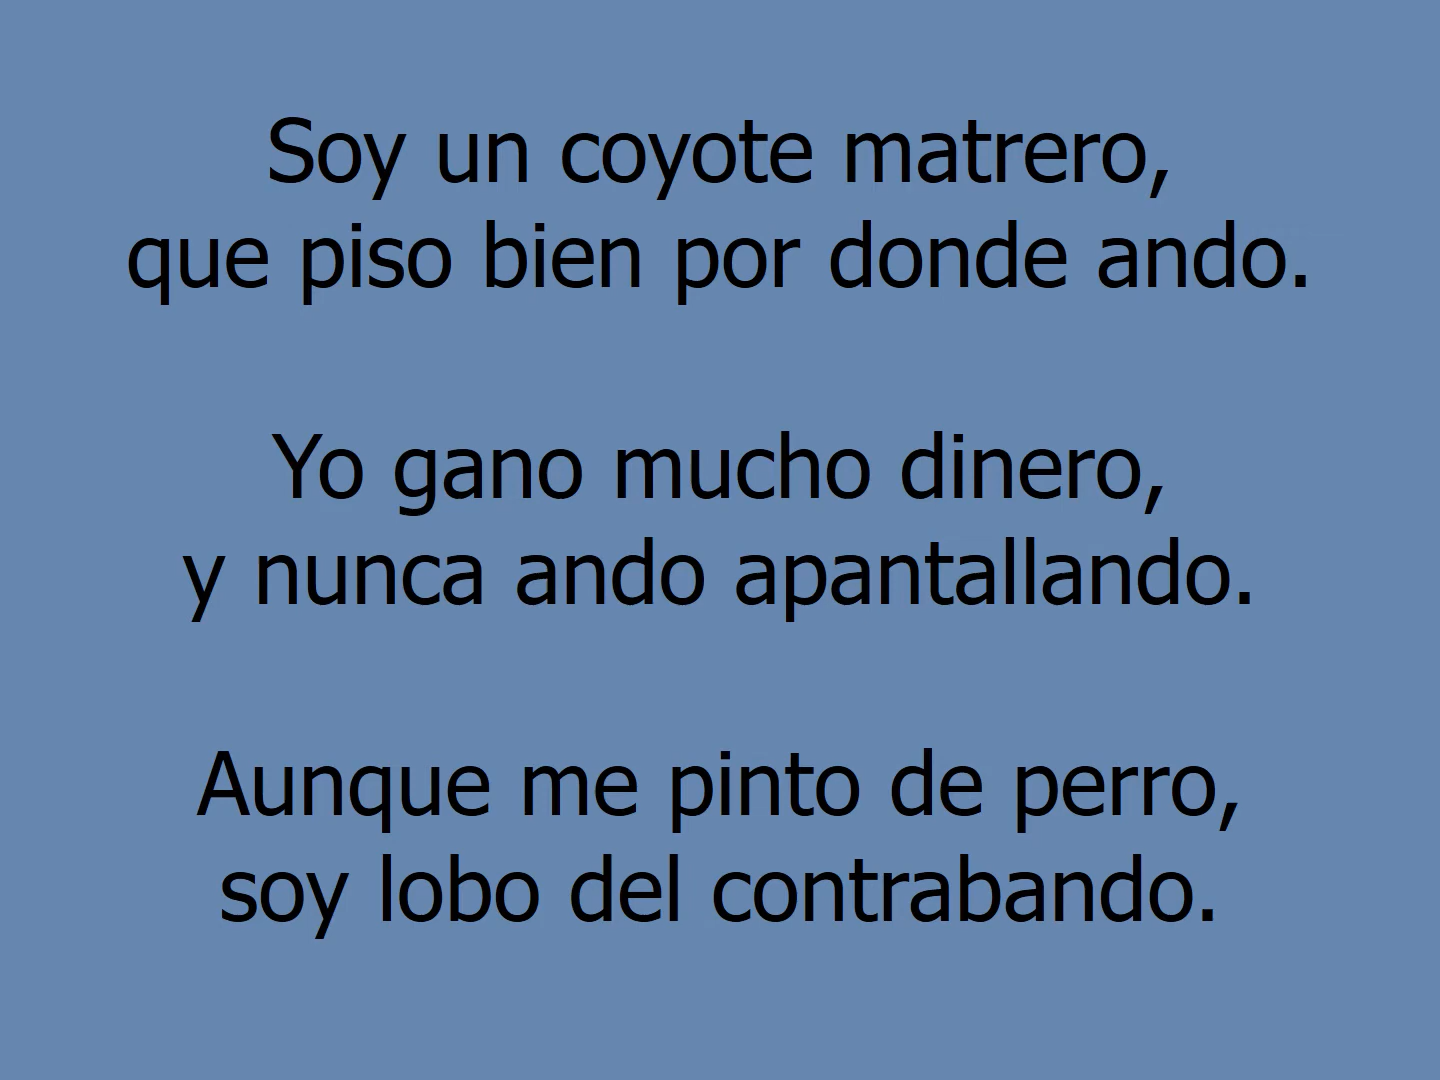 Soy un coyote matrero,
que piso bien por donde ando.
Yo gano mucho dinero,
y nunca ando apantallando.
Aunque me pinto de perro,
soy lobo del contrabando.